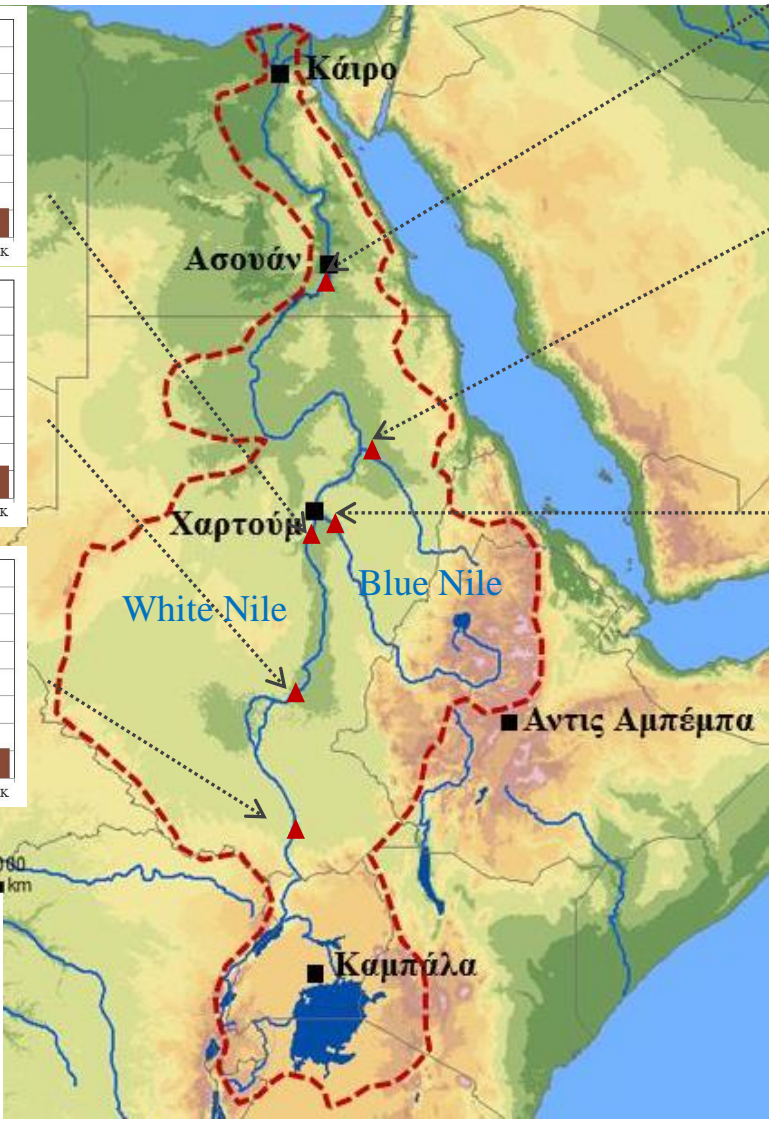 Κάιρο
κ
Ασουάν
κ
Χαρτούμ
White Nile
Blue Nile
Αντις Αμπέμπα
κ
km
Καμπάλα